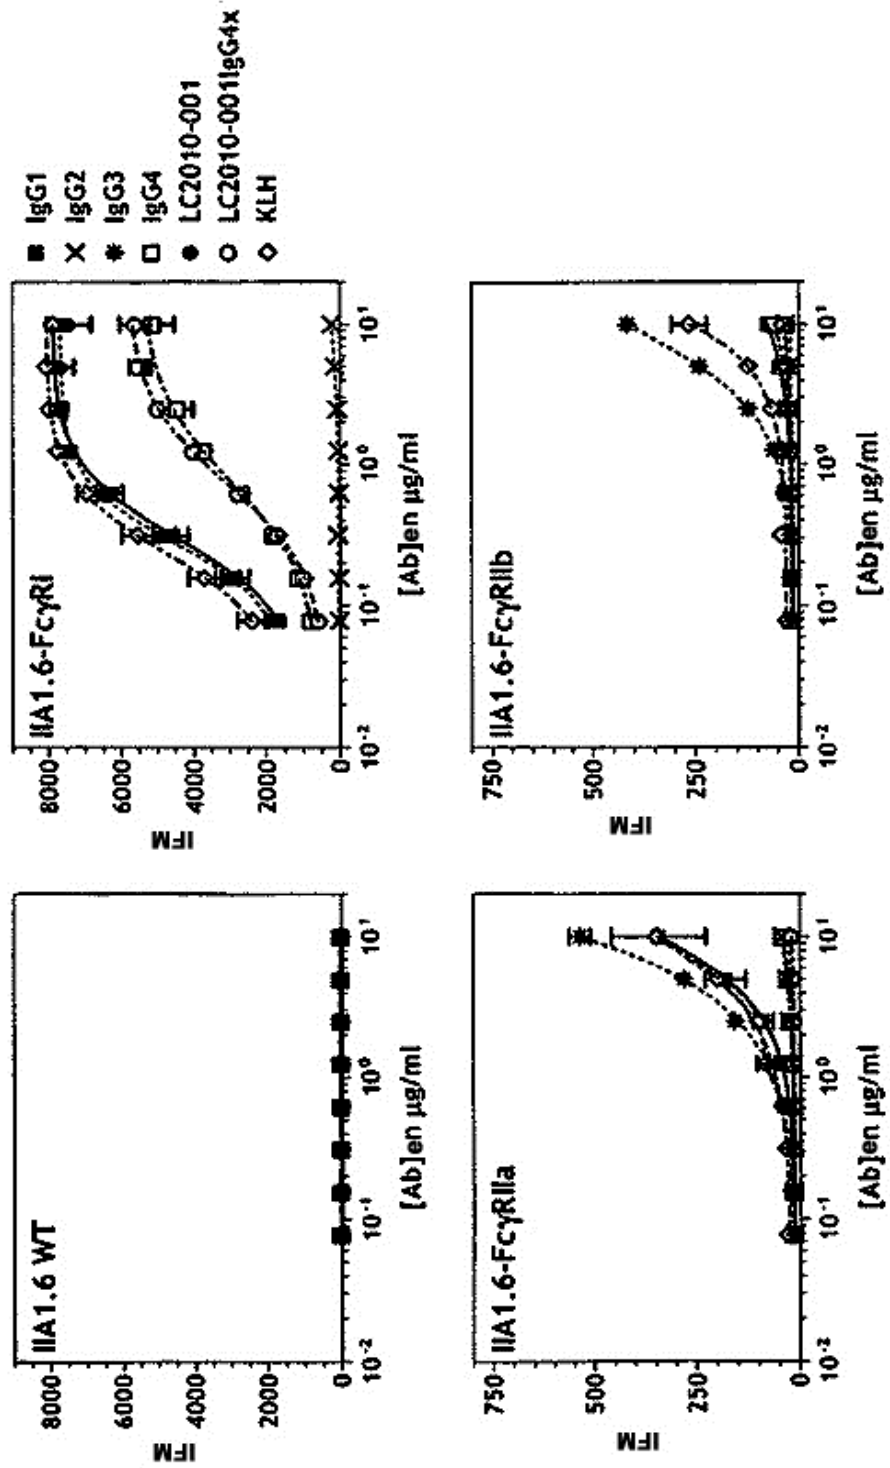 IIA1.6 WT
IFM
8000
6000
4000
2000
0
10-2
10-1
100
101
[Ab]en µg/ml
IIA1.6-FcγRI
IFM
8000
6000
4000
2000
0
10-2
10-1
100
101
[Ab]en µg/ml
IgG1
IgG2
IgG3
IgG4
LC2010-001
LC2010-001IgG4x
KLH
IIA1.6-FcγRIIa
IFM
750
500
250
0
10-2
10-1
100
101
[Ab]en µg/ml
IIA1.6-FcγRIIb
IFM
750
500
250
0
10-2
10-1
100
101
[Ab]en µg/ml